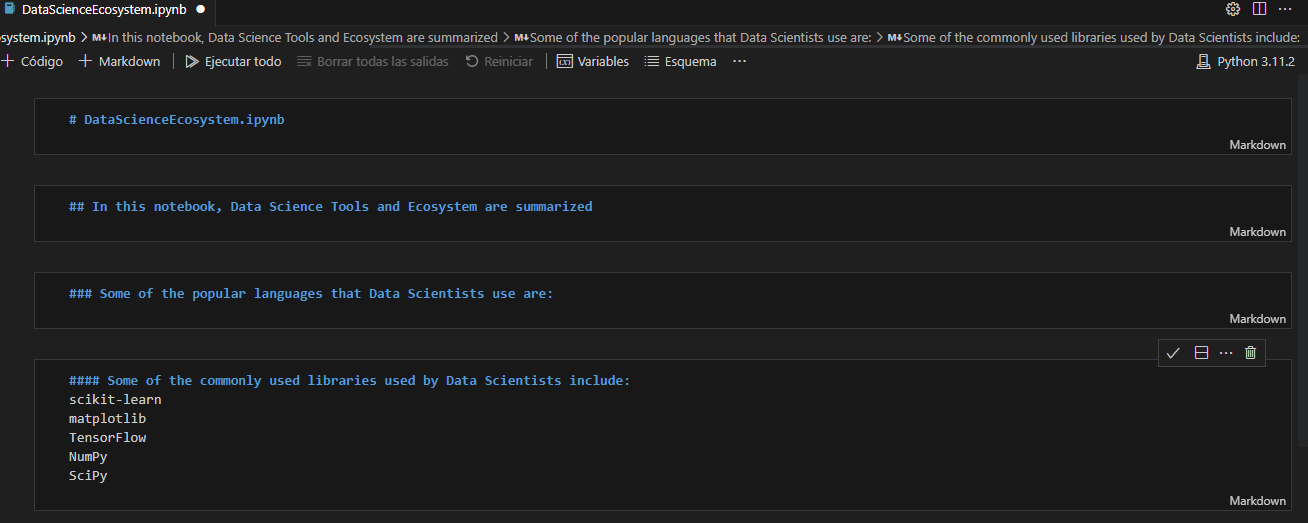 DataScienceEcosystem.ipynb
osystem.ipynb > M↓In this notebook, Data Science Tools and Ecosystem are summarized > M↓Some of the popular languages that Data Scientists use are: > M↓Some of the commonly used libraries used by Data Scientists include:
+ Código + Markdown Ejecutar todo Borrar todas las salidas Reiniciar Variables Esquema ··· Python 3.11.2
# DataScienceEcosystem.ipynb
Markdown
## In this notebook, Data Science Tools and Ecosystem are summarized
Markdown
### Some of the popular languages that Data Scientists use are:
Markdown
#### Some of the commonly used libraries used by Data Scientists include:
scikit-learn
matplotlib
TensorFlow
NumPy
SciPy
Markdown